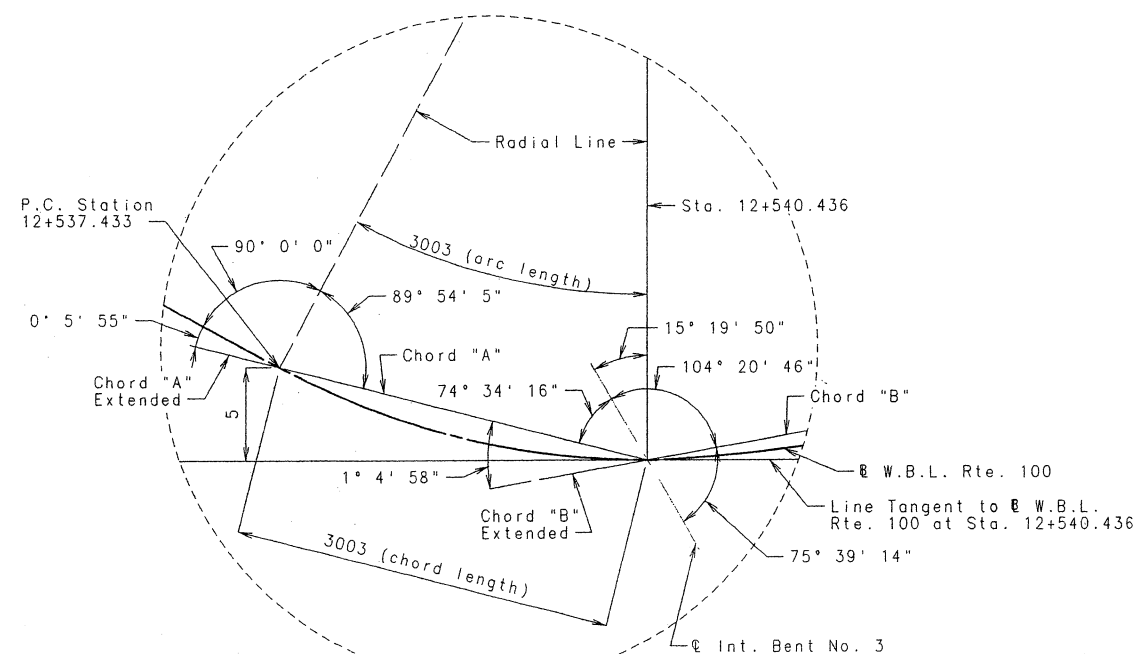 Radial Line
P.C. Station
12+537.433
Sta. 12+540.436
90° 0' 0"
3003 (arc length)
89° 54' 5"
0° 5' 55"
15° 19' 50"
Chord "A"
104° 20' 46"
Chord "A"
Extended
74° 34' 16"
Chord "B"
5
1° 4' 58"
℄ W.B.L. Rte. 100
Chord "B"
Extended
Line Tangent to ℄ W.B.L.
Rte. 100 at Sta. 12+540.436
3003 (chord length)
75° 39' 14"
℄ Int. Bent No. 3